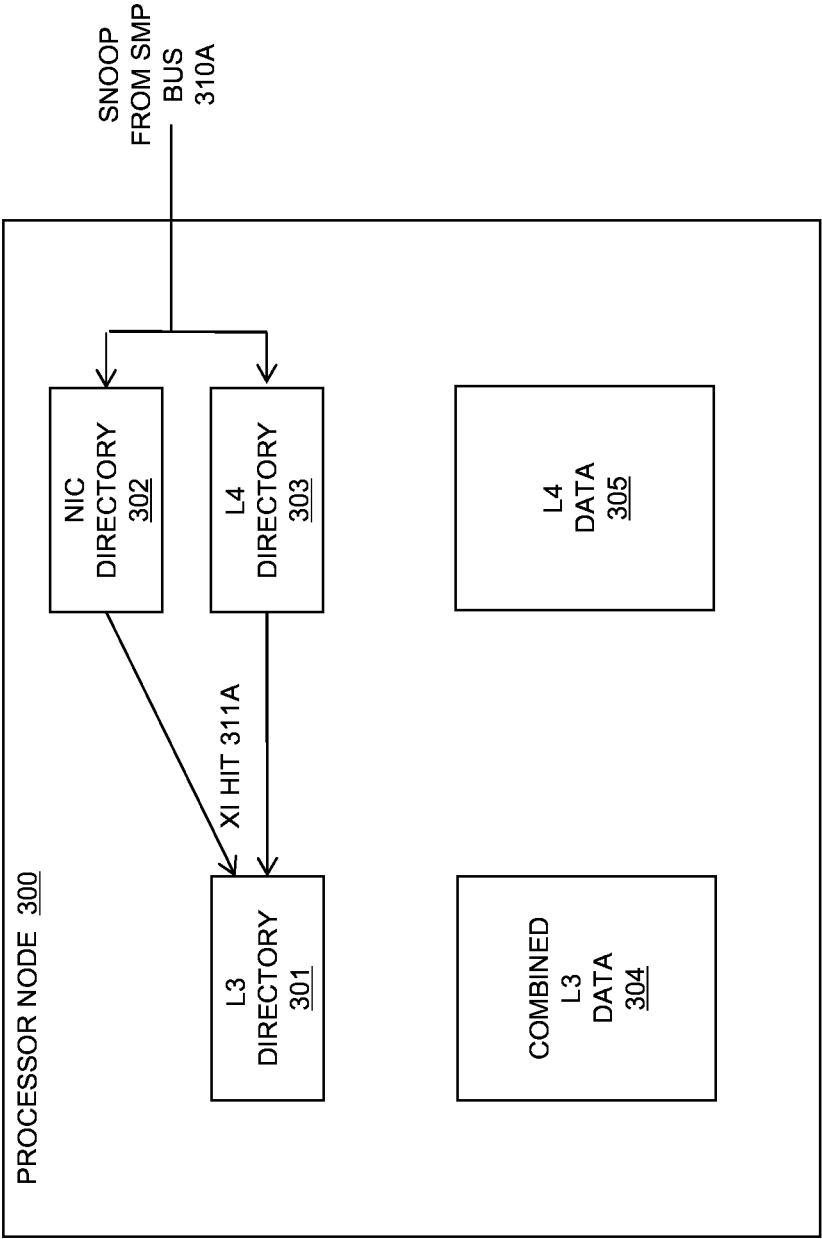 PROCESSOR NODE 300
L3
DIRECTORY
301
XI HIT 311A
NIC
DIRECTORY
302
L4
DIRECTORY
303
SNOOP
FROM SMP
BUS
310A
COMBINED
L3
DATA
304
L4
DATA
305